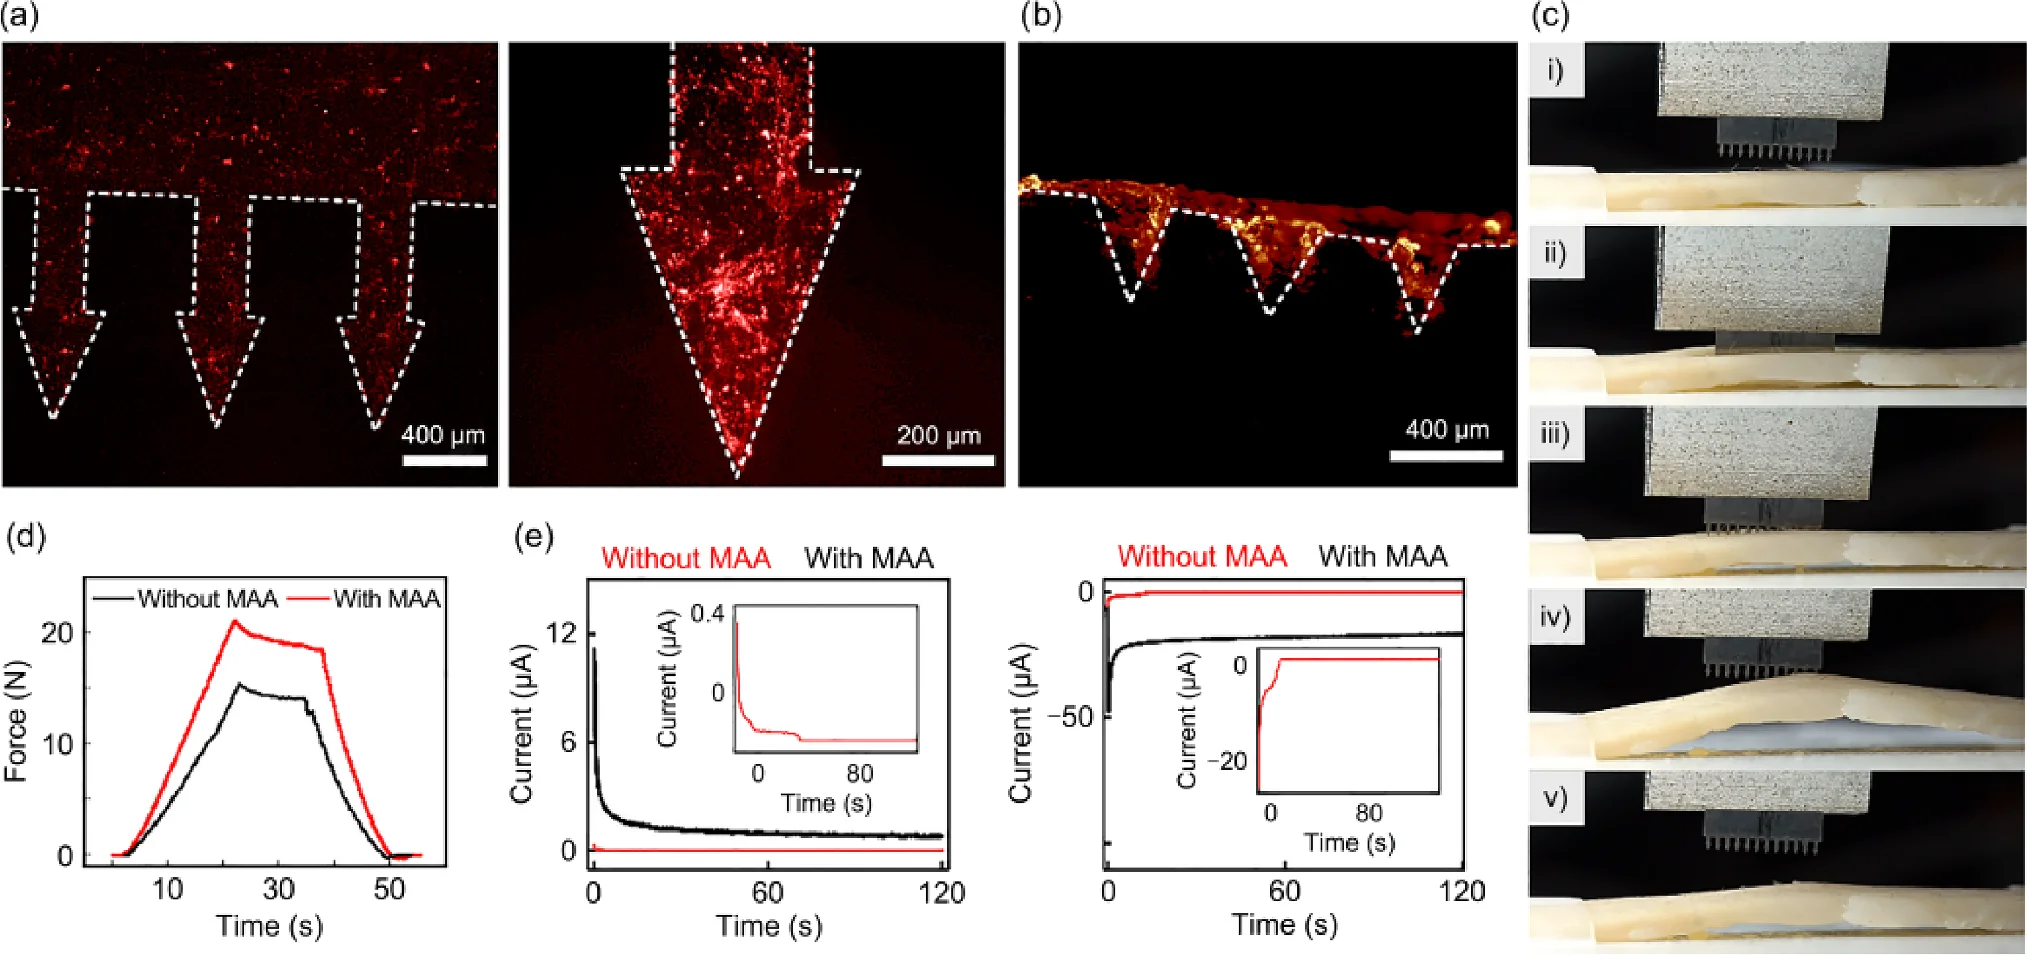 (a)
400 µm
200 µm
(b)
400 µm
(c)
i)
ii)
iii)
iv)
v)
(d)
Without MAA With MAA
20
10
0
Force (N)
10 30 50
Time (s)
(e)
Without MAA With MAA
12
6
0
Current (µA)
0 60 120
Time (s)
0.4
0
Current (µA)
0 80
Time (s)
Without MAA With MAA
0
−50
Current (µA)
0 60 120
Time (s)
0
−20
Current (µA)
0 80
Time (s)